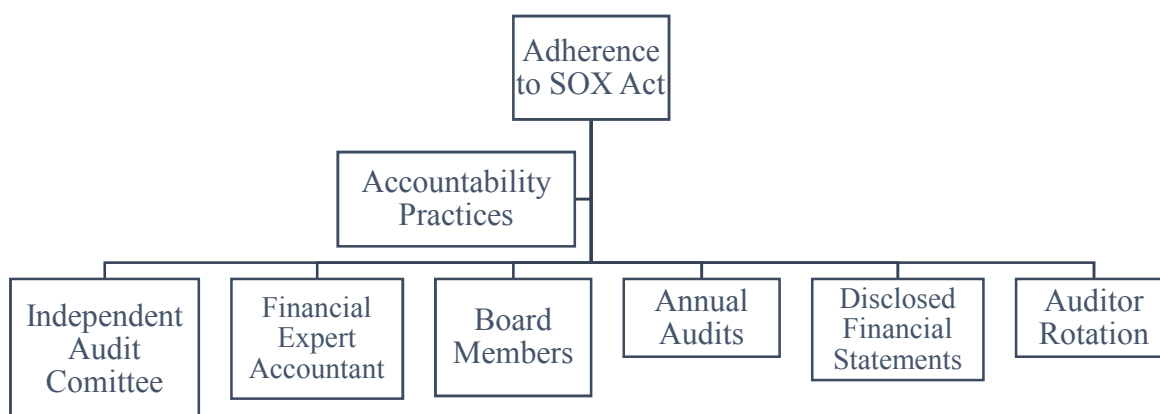 Adherence
to SOX Act
Accountability
Practices
Independent
Audit
Comittee
Financial
Expert
Accountant
Board
Members
Annual
Audits
Disclosed
Financial
Statements
Auditor
Rotation